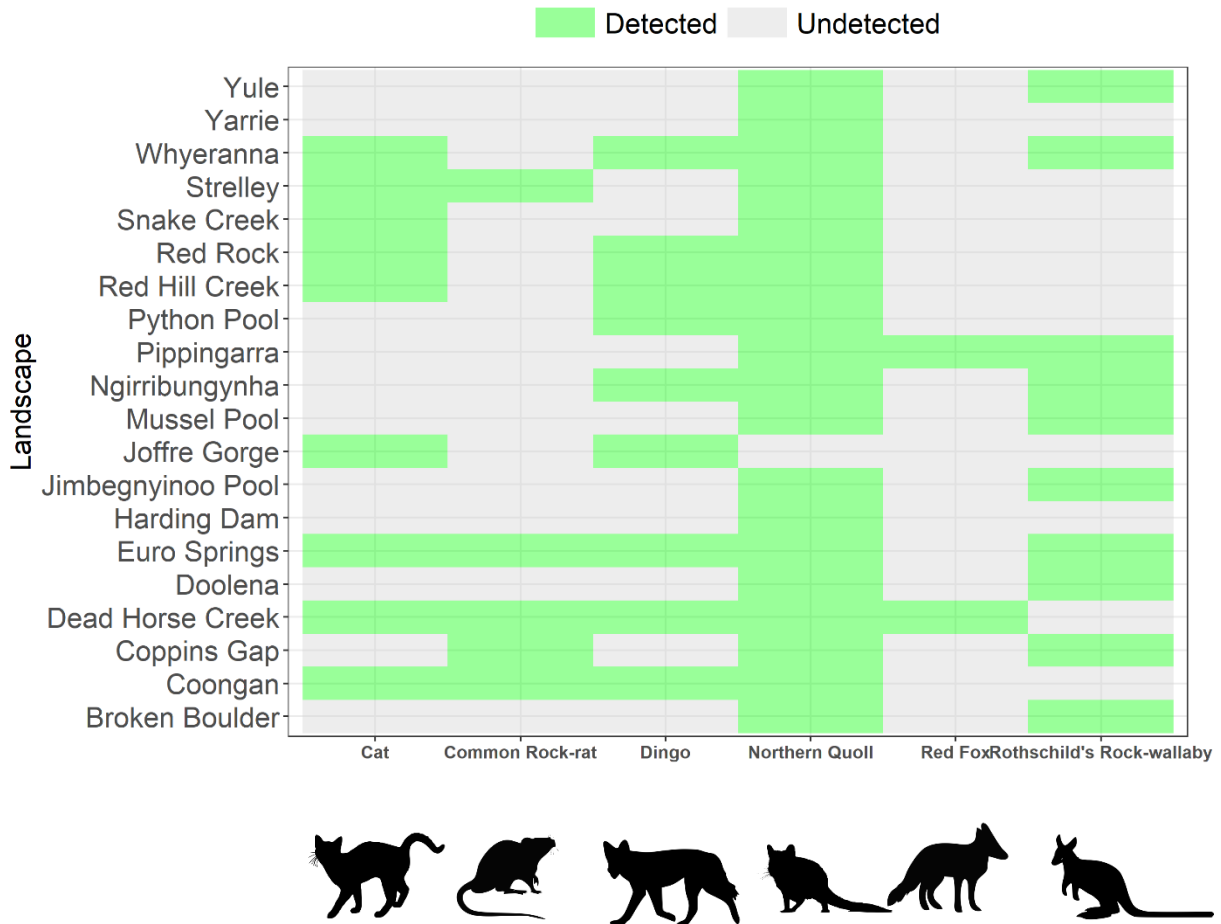 Detected Undetected
Yule
Yarrie
Whyeranna
Strelley
Snake Creek
Red Rock
Red Hill Creek
Python Pool
Pippingarra
Ngirribungynha
Mussel Pool
Joffre Gorge
Jimbegnyinoo Pool
Harding Dam
Euro Springs
Doolena
Dead Horse Creek
Coppins Gap
Coongan
Broken Boulder
Landscape
Cat Common Rock-rat Dingo Northern Quoll Red Fox Rothschild's Rock-wallaby